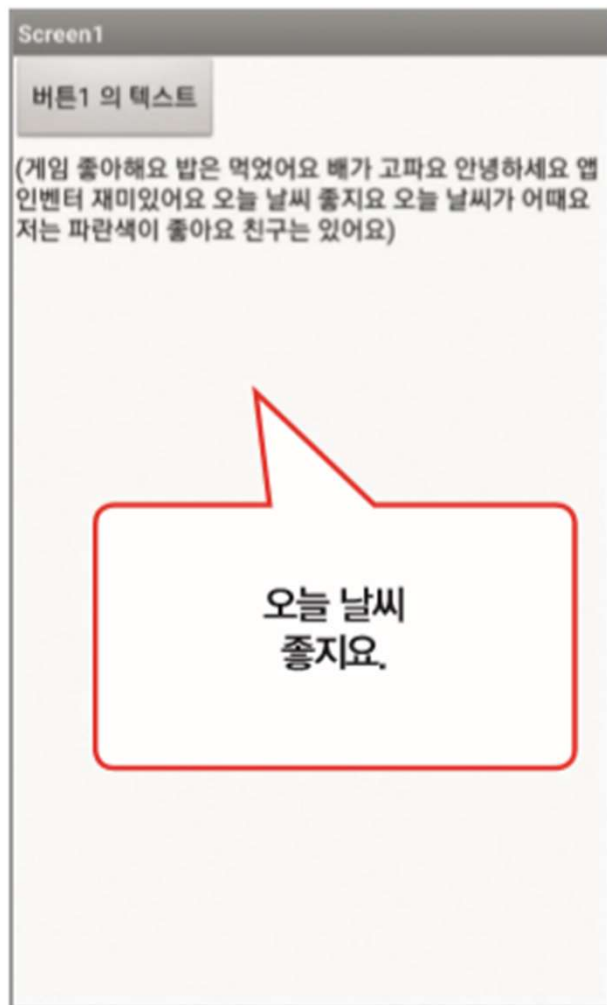 Screen1
버튼1 의 텍스트
(게임 좋아해요 밥은 먹었어요 배가 고파요 안녕하세요 앱
인벤터 재미있어요 오늘 날씨 좋지요 오늘 날씨가 어때요
저는 파란색이 좋아요 친구는 있어요)
오늘 날씨
좋지요.